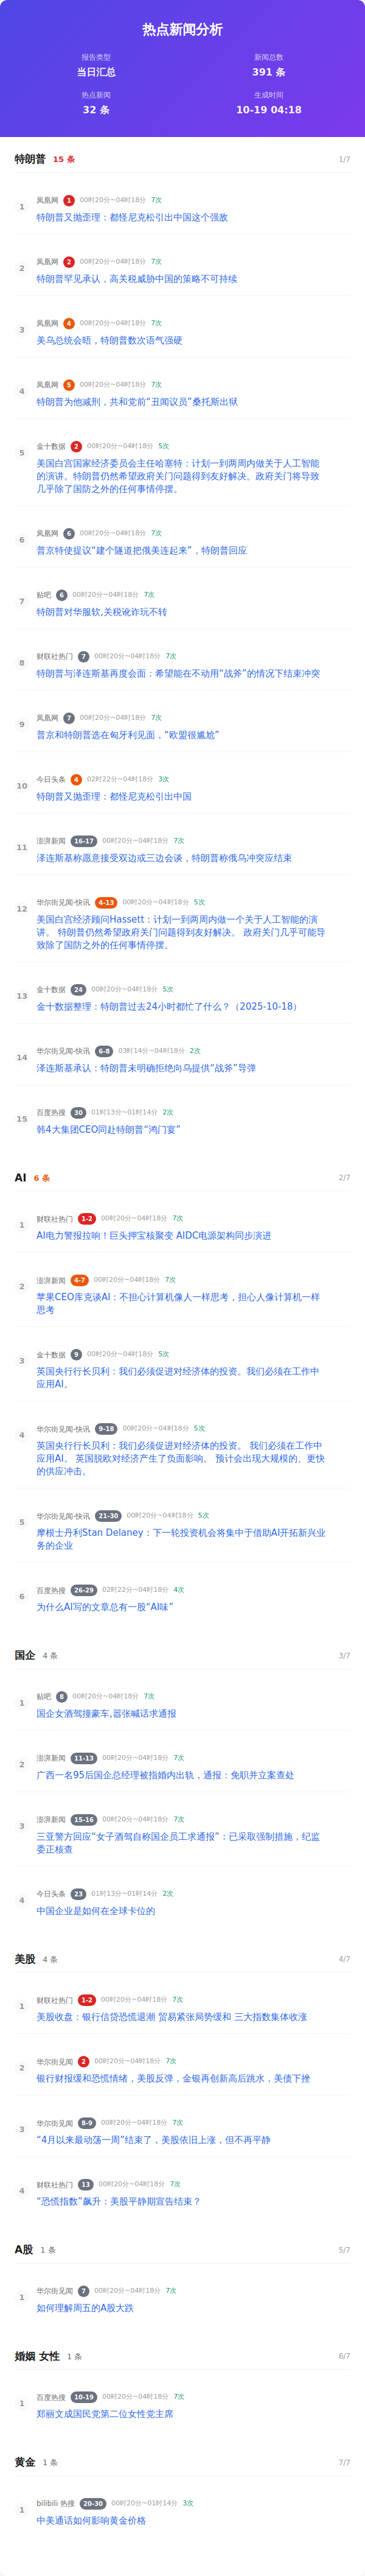 热点新闻分析
报告类型
新闻总数
当日汇总
391 条
热点新闻
生成时间
32 条
10-19 04:18
特朗普 15 条
1/7
1
凤凰网 1 00时20分~04时18分 7次
特朗普又抛歪理：都怪尼克松引出中国这个强敌
2
凤凰网 2 00时20分~04时18分 7次
特朗普罕见承认，高关税威胁中国的策略不可持续
3
凤凰网 4 00时20分~04时18分 7次
美乌总统会晤，特朗普数次语气强硬
4
凤凰网 5 00时20分~04时18分 7次
特朗普为他减刑，共和党前“丑闻议员”桑托斯出狱
5
金十数据 2 00时20分~04时18分 5次
美国白宫国家经济委员会主任哈塞特：计划一到两周内做关于人工智能
的演讲。特朗普仍然希望政府关门问题得到友好解决。政府关门将导致
几乎除了国防之外的任何事情停摆。
6
凤凰网 6 00时20分~04时18分 7次
普京特使提议“建个隧道把俄美连起来”，特朗普回应
7
贴吧 6 00时20分~04时18分 7次
特朗普对华服软,关税讹诈玩不转
8
财联社热门 7 00时20分~04时18分 7次
特朗普与泽连斯基再度会面：希望能在不动用“战斧”的情况下结束冲突
9
凤凰网 7 00时20分~04时18分 7次
普京和特朗普选在匈牙利见面，“欧盟很尴尬”
10
今日头条 4 02时22分~04时18分 3次
特朗普又抛歪理：都怪尼克松引出中国
11
澎湃新闻 16-17 00时20分~04时18分 7次
泽连斯基称愿意接受双边或三边会谈，特朗普称俄乌冲突应结束
12
华尔街见闻-快讯 4-13 00时20分~04时18分 5次
美国白宫经济顾问Hassett：计划一到两周内做一个关于人工智能的演
讲。 特朗普仍然希望政府关门问题得到友好解决。 政府关门几乎可能导
致除了国防之外的任何事情停摆。
13
金十数据 24 00时20分~04时18分 5次
金十数据整理：特朗普过去24小时都忙了什么？（2025-10-18）
14
华尔街见闻-快讯 6-8 03时14分~04时18分 2次
泽连斯基承认：特朗普未明确拒绝向乌提供“战斧”导弹
15
百度热搜 30 01时13分~01时14分 2次
韩4大集团CEO同赴特朗普“鸿门宴”
AI 6 条
2/7
1
财联社热门 1-2 00时20分~04时18分 7次
AI电力警报拉响！巨头押宝核聚变 AIDC电源架构同步演进
2
澎湃新闻 4-7 00时20分~04时18分 7次
苹果CEO库克谈AI：不担心计算机像人一样思考，担心人像计算机一样
思考
3
金十数据 9 00时20分~04时18分 5次
英国央行行长贝利：我们必须促进对经济体的投资。我们必须在工作中
应用AI。
4
华尔街见闻-快讯 9-18 00时20分~04时18分 5次
英国央行行行长贝利：我们必须促进对经济体的投资。 我们必须在工作中
应用AI。 英国脱欧对经济产生了负面影响。 预计会出现大规模的、更快
的供应冲击。
5
华尔街见闻-快讯 21-30 00时20分~04时18分 5次
摩根士丹利Stan Delaney：下一轮投资机会将集中于借助AI开拓新兴业
务的企业
6
百度热搜 26-29 02时22分~04时18分 4次
为什么AI写的文章总有一股“AI味”
国企 4 条
3/7
1
贴吧 8 00时20分~04时18分 7次
国企女酒驾撞豪车,嚣张喊话求通报
2
澎湃新闻 11-13 00时20分~04时18分 7次
广西一名95后国企总经理被指婚内出轨，通报：免职并立案查处
3
澎湃新闻 15-16 00时20分~04时18分 7次
三亚警方回应“女子酒驾自称国企员工求通报”：已采取强制措施，纪监
委正核查
4
今日头条 23 01时13分~01时14分 2次
中国企业是如何在全球卡位的
美股 4 条
4/7
1
财联社热门 1-2 00时20分~04时18分 7次
美股收盘：银行信贷恐慌退潮 贸易紧张局势缓和 三大指数集体收涨
2
华尔街见闻 2 00时20分~04时18分 7次
银行财报缓和恐慌情绪，美股反弹，金银再创新高后跳水，美债下挫
3
华尔街见闻 8-9 00时20分~04时18分 7次
“4月以来最动荡一周”结束了，美股依旧上涨，但不再平静
4
财联社热门 13 00时20分~04时18分 7次
“恐慌指数”飙升：美股平静期宣告结束？
A股 1 条
5/7
1
华尔街见闻 7 00时20分~04时18分 7次
如何理解周五的A股大跌
婚姻 女性 1 条
6/7
1
百度热搜 10-19 00时20分~04时18分 7次
郑丽文成国民党第二位女性党主席
黄金 1 条
7/7
1
bilibili 热搜 20-30 00时20分~01时14分 3次
中美通话如何影响黄金价格